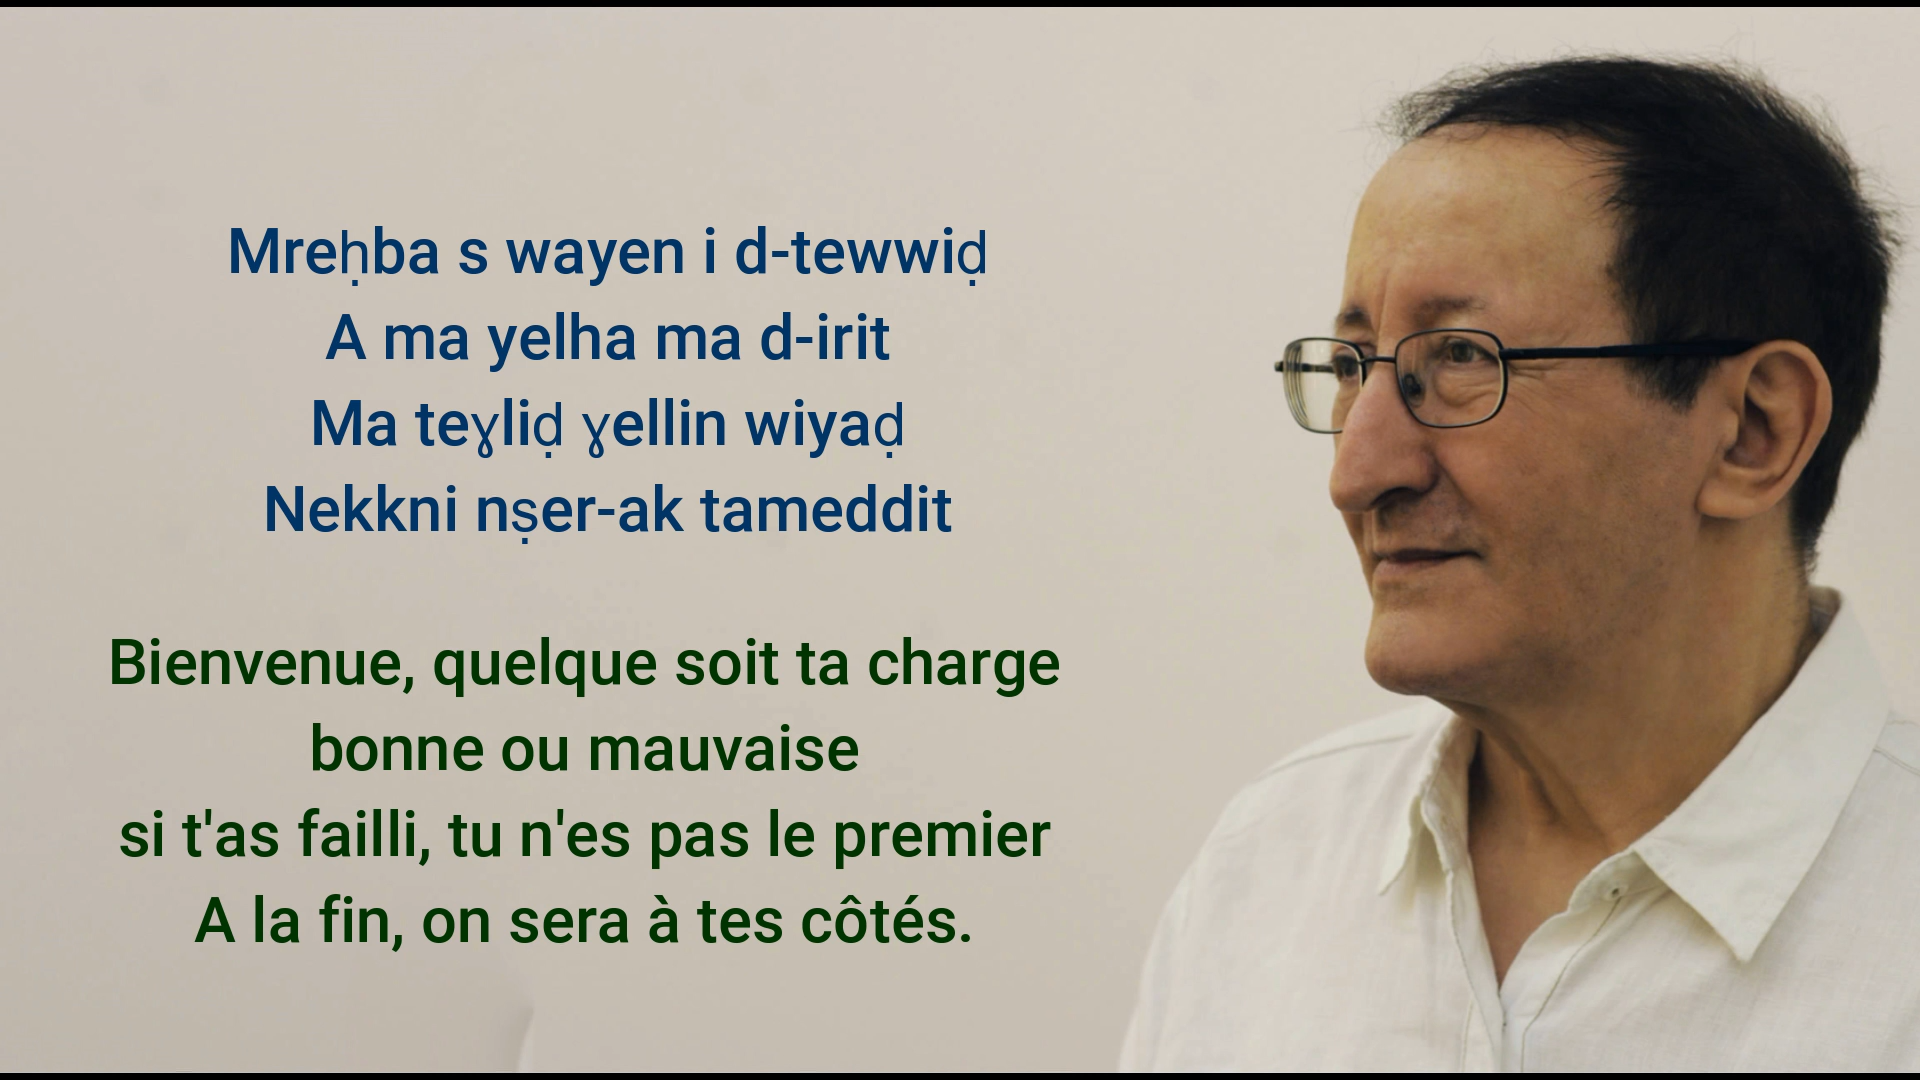 Mreḥba s wayen i d-tewwiḍ
A ma yelha ma d-irit
Ma teɣliḍ ɣellin wiyaḍ
Nekkni nṣer-ak tameddit
Bienvenue, quelque soit ta charge
bonne ou mauvaise
si t'as failli, tu n'es pas le premier
A la fin, on sera à tes côtés.